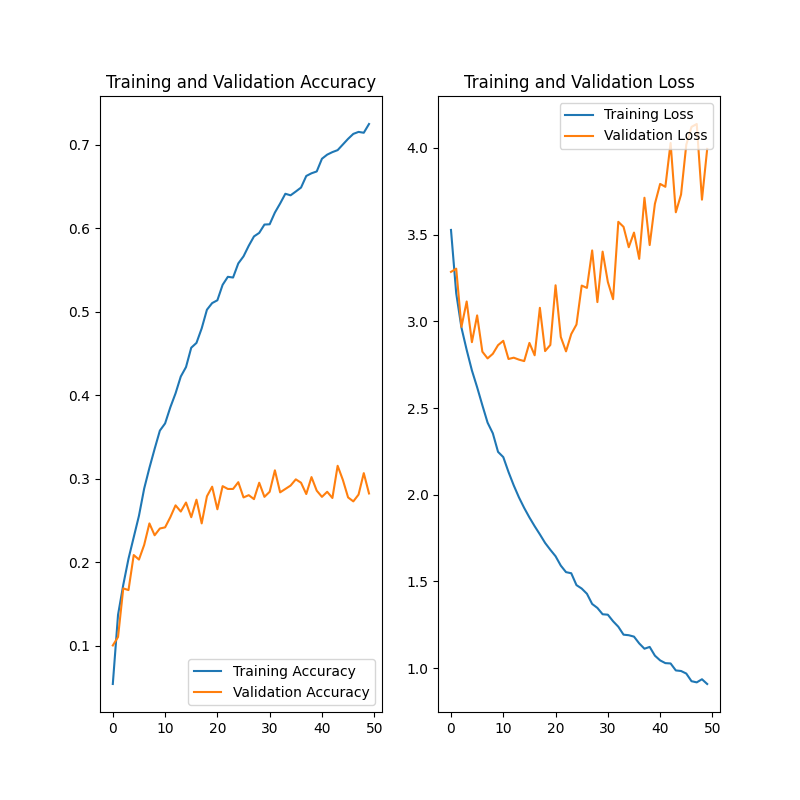 Training and Validation Accuracy
0.7
0.6
0.5
0.4
0.3
0.2
0.1
Training Accuracy
Validation Accuracy
0 10 20 30 40 50
Training and Validation Loss
Training Loss
Validation Loss
4.0
3.5
3.0
2.5
2.0
1.5
1.0
0 10 20 30 40 50